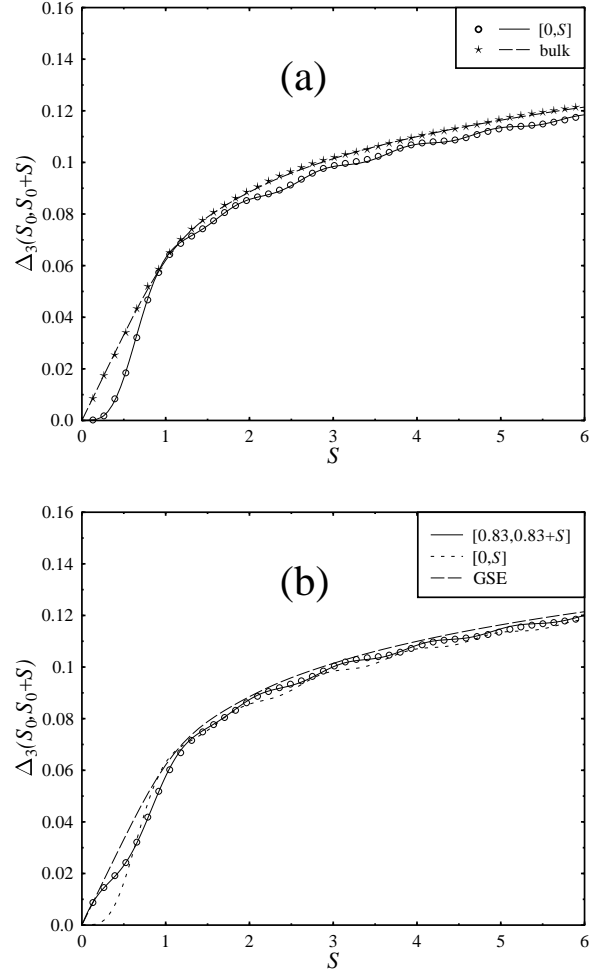 0.16
0.14
0.12
0.1
0.08
0.06
0.04
0.02
0.0
Δ₃(S₀,S₀+S)
(a)
[0,S]
bulk
0 1 2 3 4 5 6
S
0.16
0.14
0.12
0.1
0.08
0.06
0.04
0.02
0.0
Δ₃(S₀,S₀+S)
(b)
[0.83,0.83+S]
[0,S]
GSE
0 1 2 3 4 5 6
S